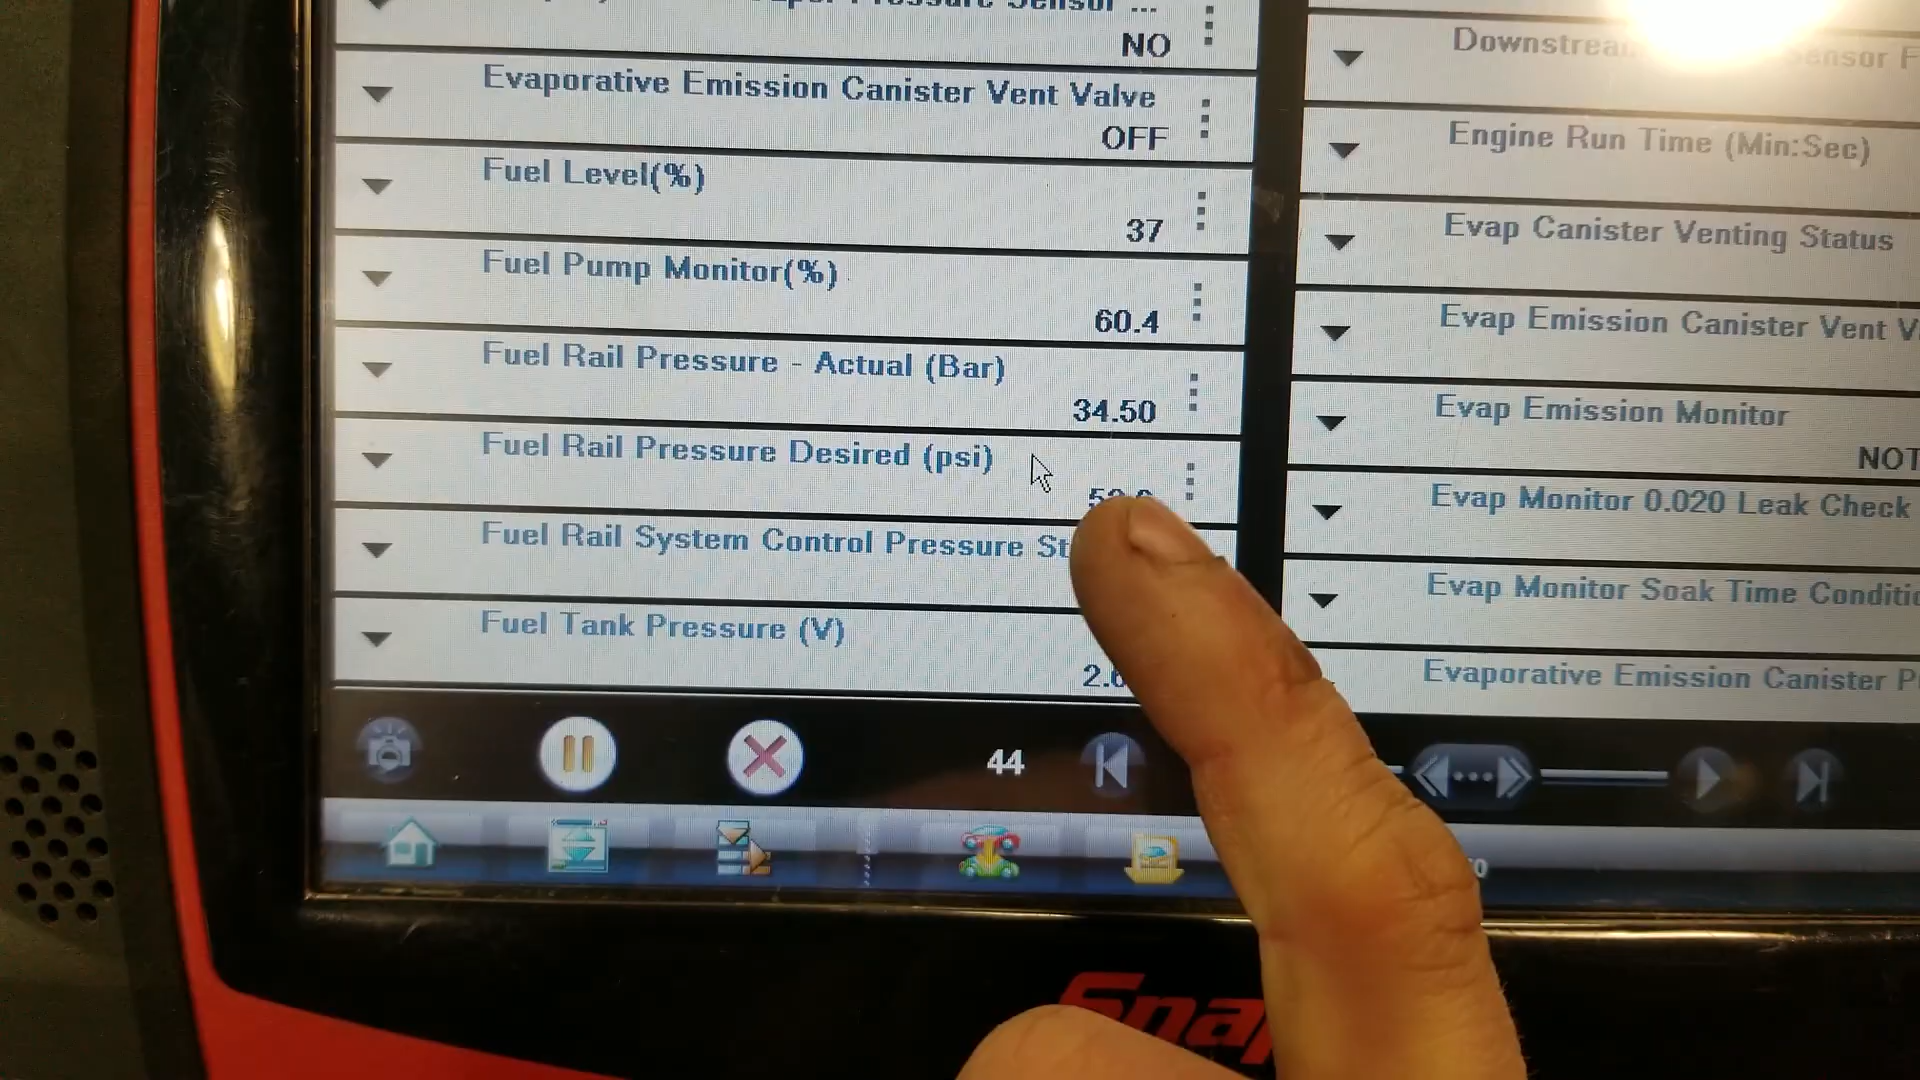 NO
Evaporative Emission Canister Vent Valve
OFF
Fuel Level(%)
37
Fuel Pump Monitor(%)
60.4
Fuel Rail Pressure - Actual (Bar)
34.50
Fuel Rail Pressure Desired (psi)
Fuel Rail System Control Pressure
Fuel Tank Pressure (V)
44
Engine Run Time (Min:Sec)
Evap Canister Venting Status
Evap Emission Canister Vent
Evap Emission Monitor
NOT
Evap Monitor 0.020 Leak Check
Evap Monitor Soak Time
Evaporative Emission Canister